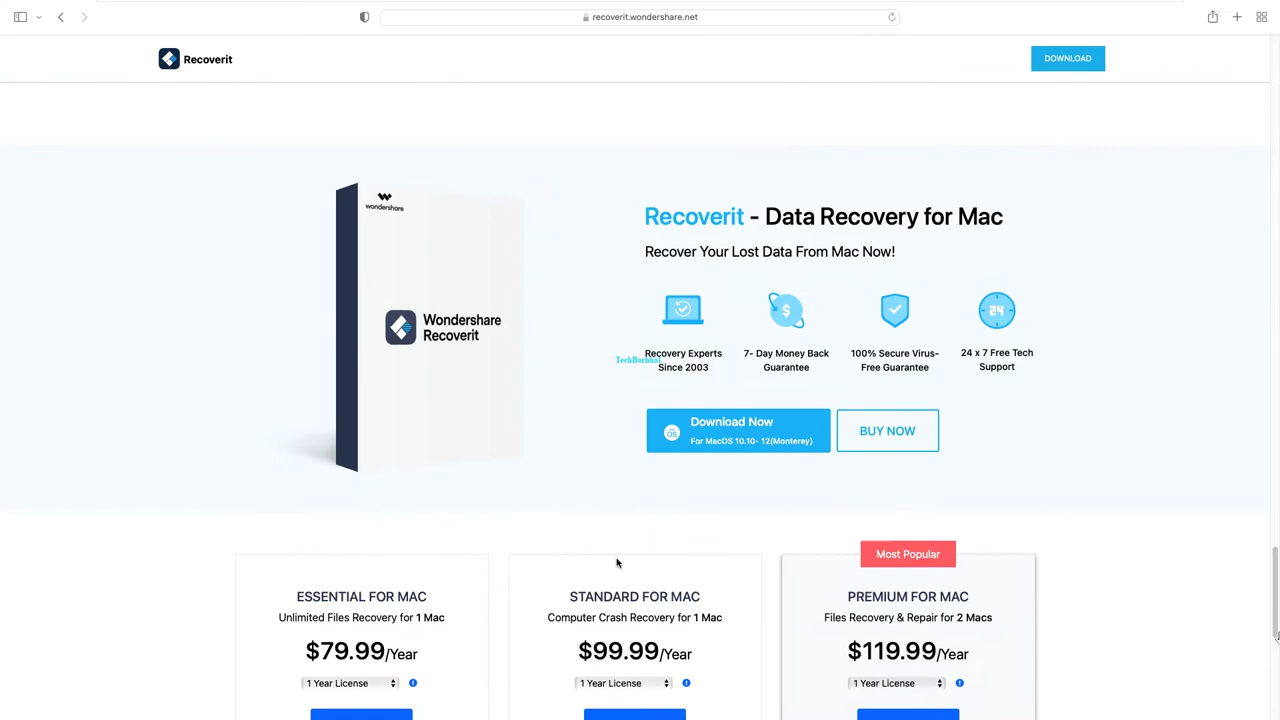 recoverit.wondershare.net
Recoverit
DOWNLOAD
wondershare
Wondershare
Recoverit
Recoverit - Data Recovery for Mac
Recover Your Lost Data From Mac Now!
$
24
Recovery Experts
Since 2003
7- Day Money Back
Guarantee
100% Secure Virus-
Free Guarantee
24 x 7 Free Tech
Support
Download Now
For MacOS 10.10- 12(Monterey)
BUY NOW
ESSENTIAL FOR MAC
Unlimited Files Recovery for 1 Mac
$79.99/Year
1 Year License
STANDARD FOR MAC
Computer Crash Recovery for 1 Mac
$99.99/Year
1 Year License
Most Popular
PREMIUM FOR MAC
Files Recovery & Repair for 2 Macs
$119.99/Year
1 Year License